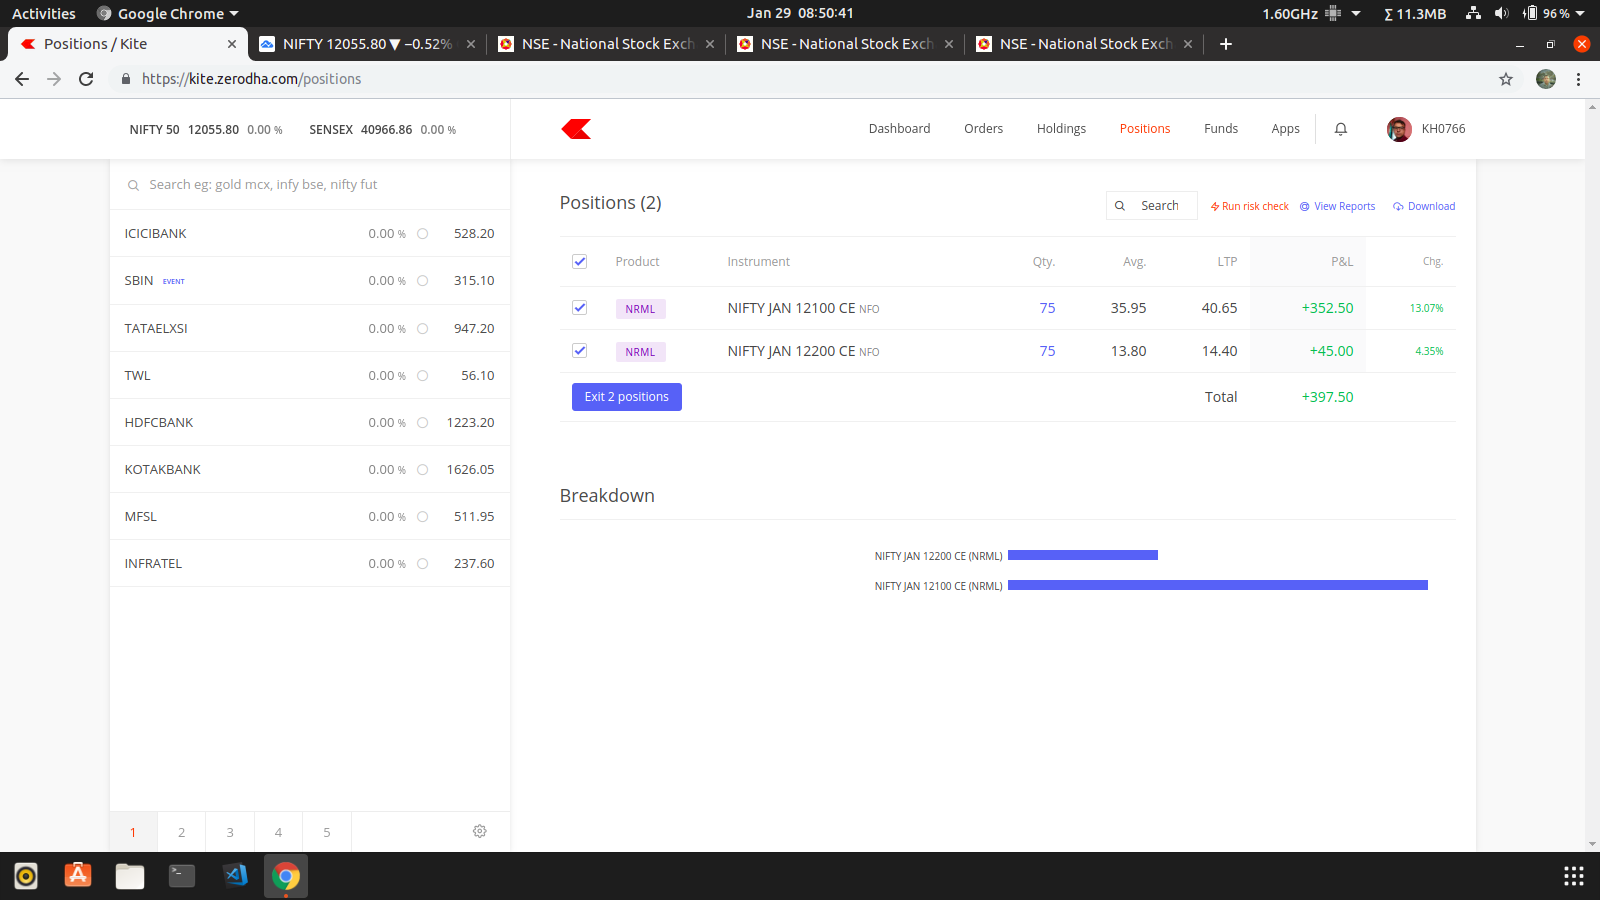 Activities Google Chrome Jan 29 08:50:41 1.60GHz Σ 11.3MB 96 %
Positions / Kite NIFTY 12055.80 ▼ −0.52% NSE - National Stock Exch NSE - National Stock Exch NSE - National Stock Exch
https://kite.zerodha.com/positions
NIFTY 50 12055.80 0.00 % SENSEX 40966.86 0.00 % Dashboard Orders Holdings Positions Funds Apps KH0766
Search eg: gold mcx, infy bse, nifty fut
ICICIBANK 0.00 % 528.20
SBIN EVENT 0.00 % 315.10
TATAELXSI 0.00 % 947.20
TWL 0.00 % 56.10
HDFCBANK 0.00 % 1223.20
KOTAKBANK 0.00 % 1626.05
MFSL 0.00 % 511.95
INFRATEL 0.00 % 237.60
1 2 3 4 5
Positions (2) Search Run risk check View Reports Download
Product Instrument Qty. Avg. LTP P&L Chg.
NRML NIFTY JAN 12100 CE NFO 75 35.95 40.65 +352.50 13.07%
NRML NIFTY JAN 12200 CE NFO 75 13.80 14.40 +45.00 4.35%
Exit 2 positions Total +397.50
Breakdown
NIFTY JAN 12200 CE (NRML)
NIFTY JAN 12100 CE (NRML)